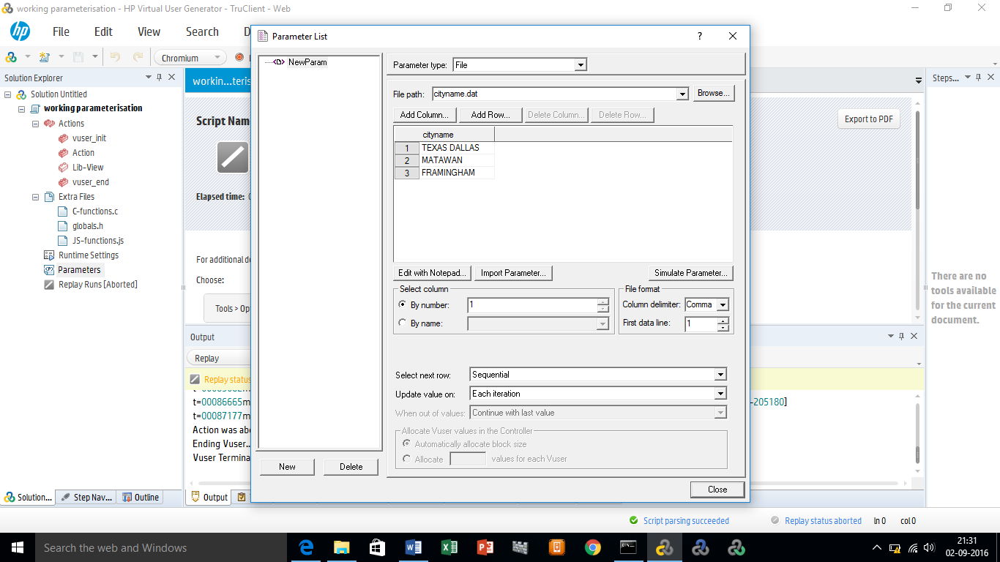 working parameterisation - HP Virtual User Generator - TruClient - Web
hp
File Edit View Search D
Chromium
Solution Explorer
Solution Untitled
working parameterisation
Actions
vuser_init
Action
Lib-View
vuser_end
Extra Files
C-functions.c
globals.h
JS-functions.js
Runtime Settings
Parameters
Replay Runs [Aborted]
Solution... Step Nav... Outline
workin...teris
Script Nam
Elapsed time:
For additional de
Choose:
Tools > Opt
Export to PDF
Output
Replay
Replay status
t=00086665m
-205180]
t=00087177m
Action was abo
Ending Vuser...
Vuser Termina
Output
Parameter List
?
NewParam
New Delete
Parameter type: File
File path: cityname.dat Browse...
Add Column... Add Row... Delete Column... Delete Row...
cityname
1 TEXAS DALLAS
2 MATAWAN
3 FRAMINGHAM
Edit with Notepad... Import Parameter... Simulate Parameter...
Select column
By number: 1
By name:
File format
Column delimiter: Comma
First data line: 1
Select next row: Sequential
Update value on: Each iteration
When out of values: Continue with last value
Allocate Vuser values in the Controller
Automatically allocate block size
Allocate values for each Vuser
Close
Steps...
There are no
tools available
for the current
document.
Script parsing succeeded Replay status aborted ln 0 col 0
Search the web and Windows
21:31
02-09-2016